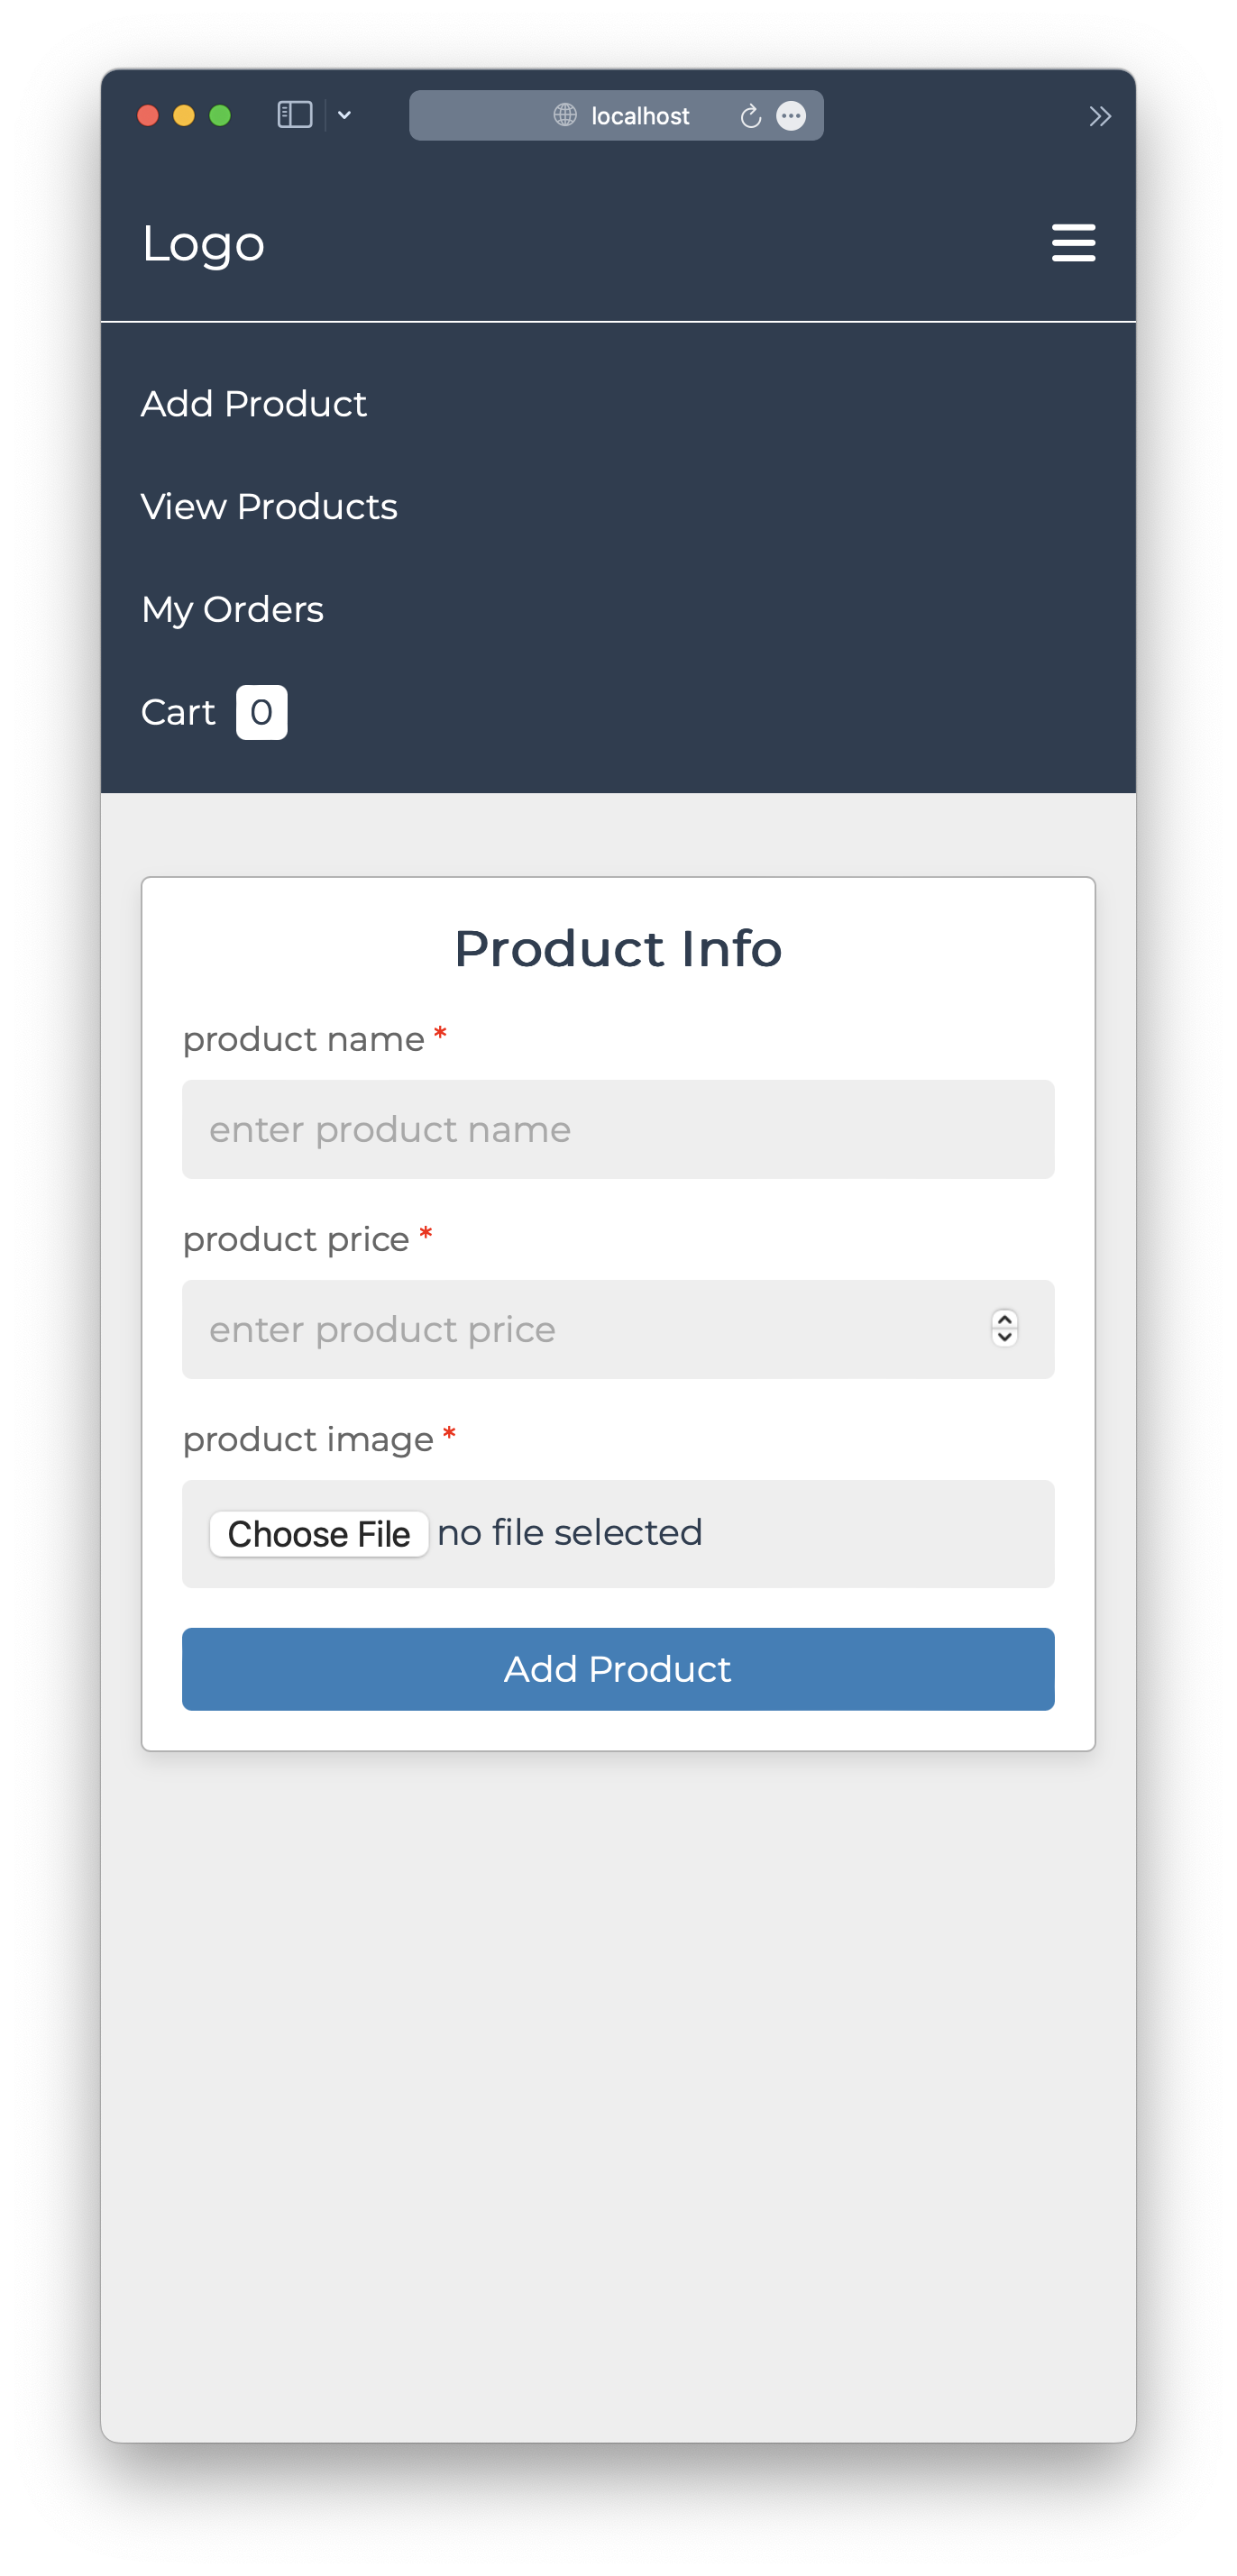 localhost
Logo
Add Product
View Products
My Orders
Cart 0
Product Info
product name *
enter product name
product price *
enter product price
product image *
Choose File no file selected
Add Product